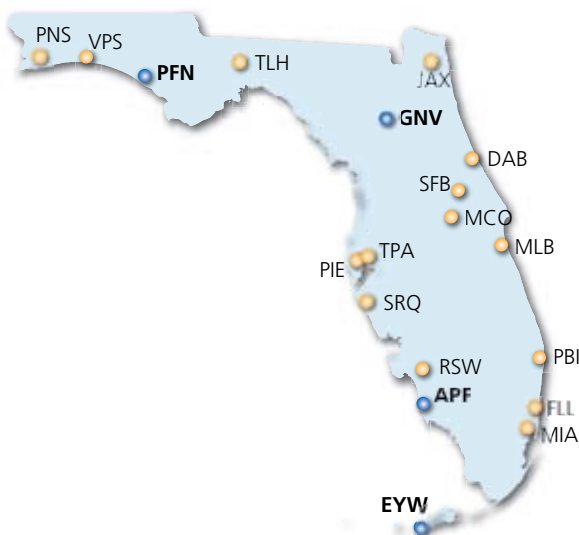 PNS
VPS
PFN
TLH
JAX
GNV
DAB
SFB
MCO
MLB
TPA
PIE
SRQ
PBI
RSW
APF
FLL
MIA
EYW